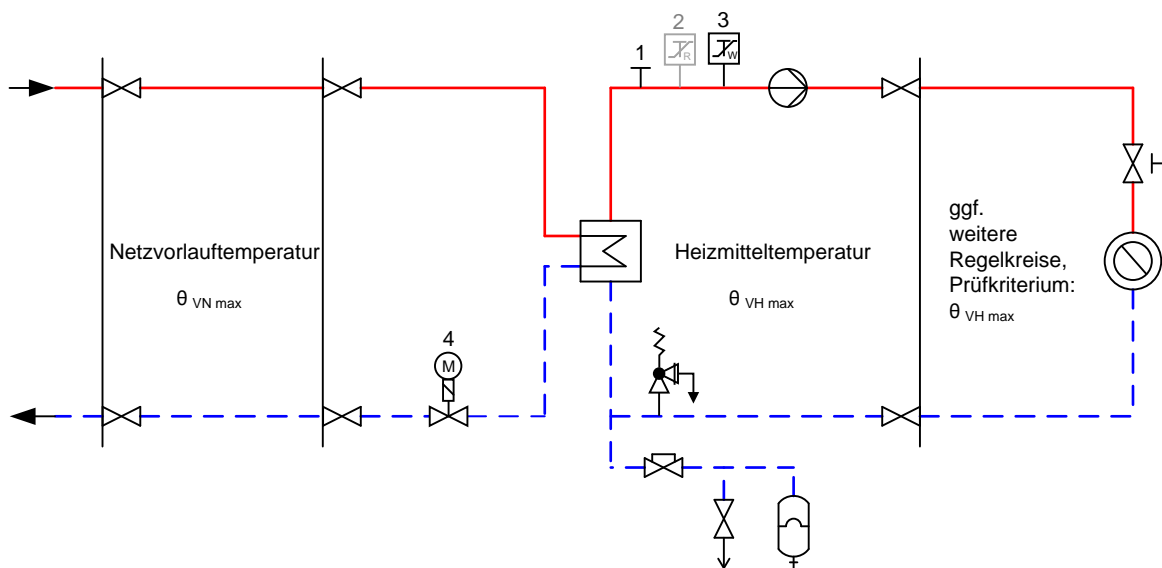 1
2
3
R
W
Netzvorlauftemperatur
θ VN max
Heizmitteltemperatur
θ VH max
ggf.
weitere
Regelkreise,
Prüfkriterium:
θ VH max
4
M